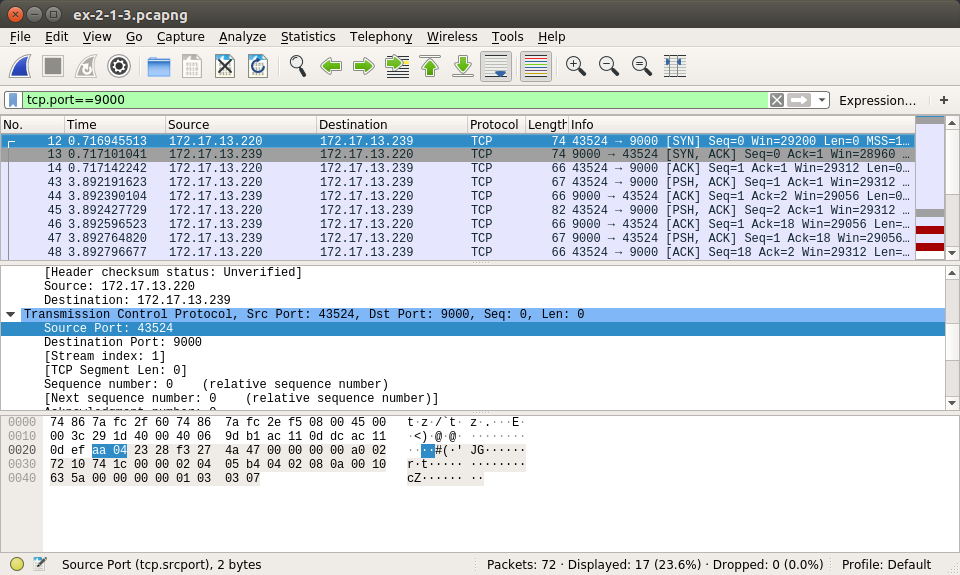 ex-2-1-3.pcapng
File Edit View Go Capture Analyze Statistics Telephony Wireless Tools Help
tcp.port==9000 Expression… +
No. Time Source Destination Protocol Length Info
12 0.716945513 172.17.13.220 172.17.13.239 TCP 74 43524 → 9000 [SYN] Seq=0 Win=29200 Len=0 MSS=1…
13 0.717101041 172.17.13.239 172.17.13.220 TCP 74 9000 → 43524 [SYN, ACK] Seq=0 Ack=1 Win=28960 …
14 0.717142242 172.17.13.220 172.17.13.239 TCP 66 43524 → 9000 [ACK] Seq=1 Ack=1 Win=29312 Len=0…
43 3.892191623 172.17.13.239 172.17.13.220 TCP 67 43524 → 9000 [PSH, ACK] Seq=1 Ack=1 Win=29312 …
44 3.892390104 172.17.13.220 172.17.13.239 TCP 66 9000 → 43524 [ACK] Seq=1 Ack=2 Win=29056 Len=0…
45 3.892427729 172.17.13.220 172.17.13.239 TCP 82 43524 → 9000 [PSH, ACK] Seq=2 Ack=1 Win=29312 …
46 3.892596523 172.17.13.239 172.17.13.220 TCP 66 9000 → 43524 [ACK] Seq=1 Ack=18 Win=29056 Len=…
47 3.892764820 172.17.13.239 172.17.13.220 TCP 67 9000 → 43524 [PSH, ACK] Seq=1 Ack=18 Win=29056…
48 3.892796677 172.17.13.239 172.17.13.220 TCP 66 43524 → 9000 [ACK] Seq=18 Ack=2 Win=29312 Len=…
[Header checksum status: Unverified]
Source: 172.17.13.220
Destination: 172.17.13.239
Transmission Control Protocol, Src Port: 43524, Dst Port: 9000, Seq: 0, Len: 0
Source Port: 43524
Destination Port: 9000
[Stream index: 1]
[TCP Segment Len: 0]
Sequence number: 0 (relative sequence number)
[Next sequence number: 0 (relative sequence number)]
0000 74 86 7a fc 2f 60 74 86 7a fc 2e f5 08 00 45 00 t·z·/`t· z·.···E·
0010 00 3c 29 1d 40 00 40 06 9d b1 ac 11 0d dc ac 11 ·<)·@·@· ········
0020 0d ef aa 04 23 28 f3 27 4a 47 00 00 00 00 a0 02 ····#(·' JG······
0030 72 10 74 1c 00 00 02 04 05 b4 04 02 08 0a 00 10 r·t····· ········
0040 63 5a 00 00 00 00 01 03 03 07 cZ······ ··
Source Port (tcp.srcport), 2 bytes Packets: 72 · Displayed: 17 (23.6%) · Dropped: 0 (0.0%) Profile: Default